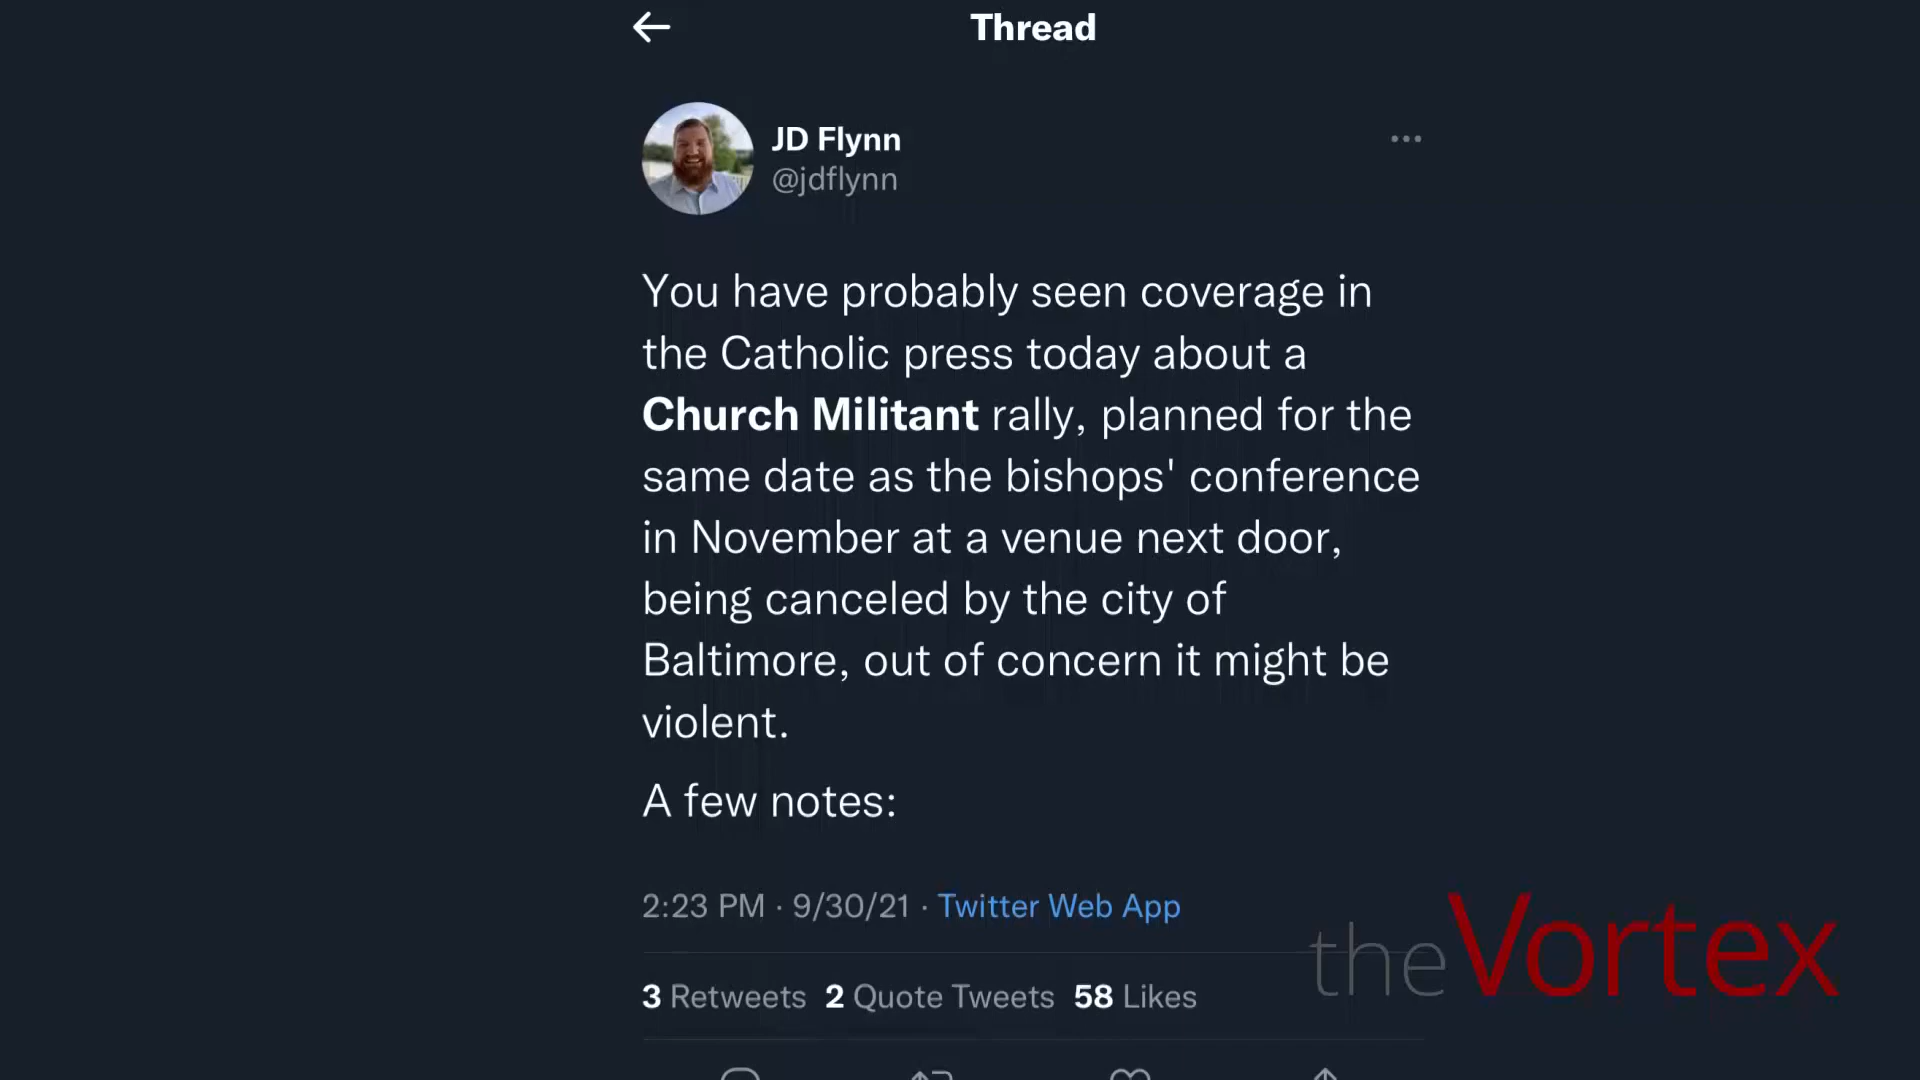 Thread
JD Flynn
@jdflynn
You have probably seen coverage in
the Catholic press today about a
Church Militant rally, planned for the
same date as the bishops' conference
in November at a venue next door,
being canceled by the city of
Baltimore, out of concern it might be
violent.
A few notes:
2:23 PM · 9/30/21 · Twitter Web App
3 Retweets 2 Quote Tweets 58 Likes
theVortex